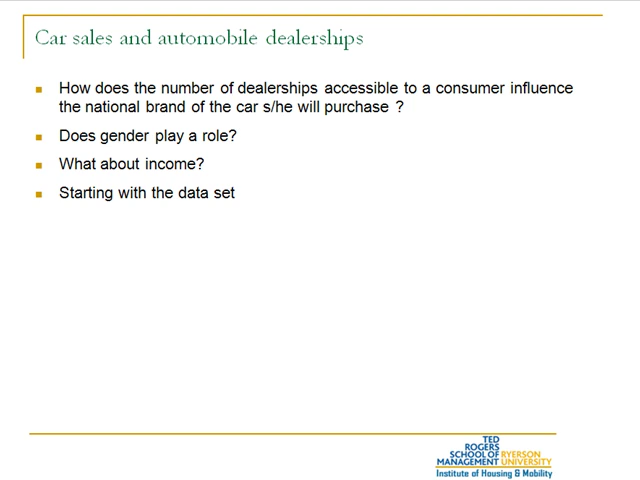 Car sales and automobile dealerships
How does the number of dealerships accessible to a consumer influence
the national brand of the car s/he will purchase ?
Does gender play a role?
What about income?
Starting with the data set
TED
ROGERS
SCHOOL OF RYERSON
MANAGEMENT UNIVERSITY
Institute of Housing & Mobility